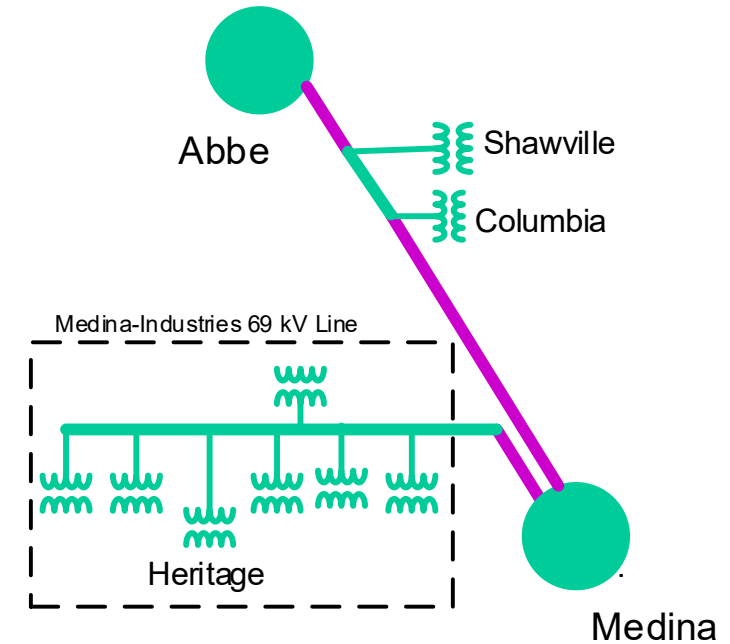 Abbe
Shawville
Columbia
Medina-Industries 69 kV Line
Heritage
Medina